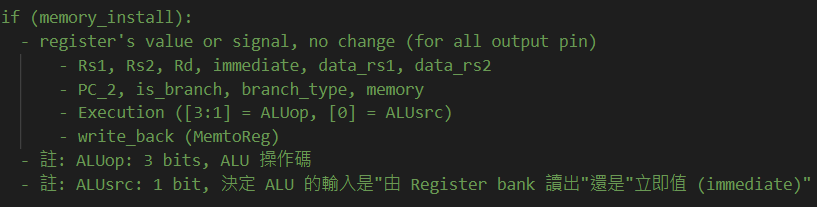 if (memory_install):
- register's value or signal, no change (for all output pin)
- Rs1, Rs2, Rd, immediate, data_rs1, data_rs2
- PC_2, is_branch, branch_type, memory
- Execution ([3:1] = ALUop, [0] = ALUsrc)
- write_back (MemtoReg)
- 註: ALUop: 3 bits, ALU 操作碼
- 註: ALUsrc: 1 bit, 決定 ALU 的輸入是"由 Register bank 讀出"還是"立即值 (immediate)"